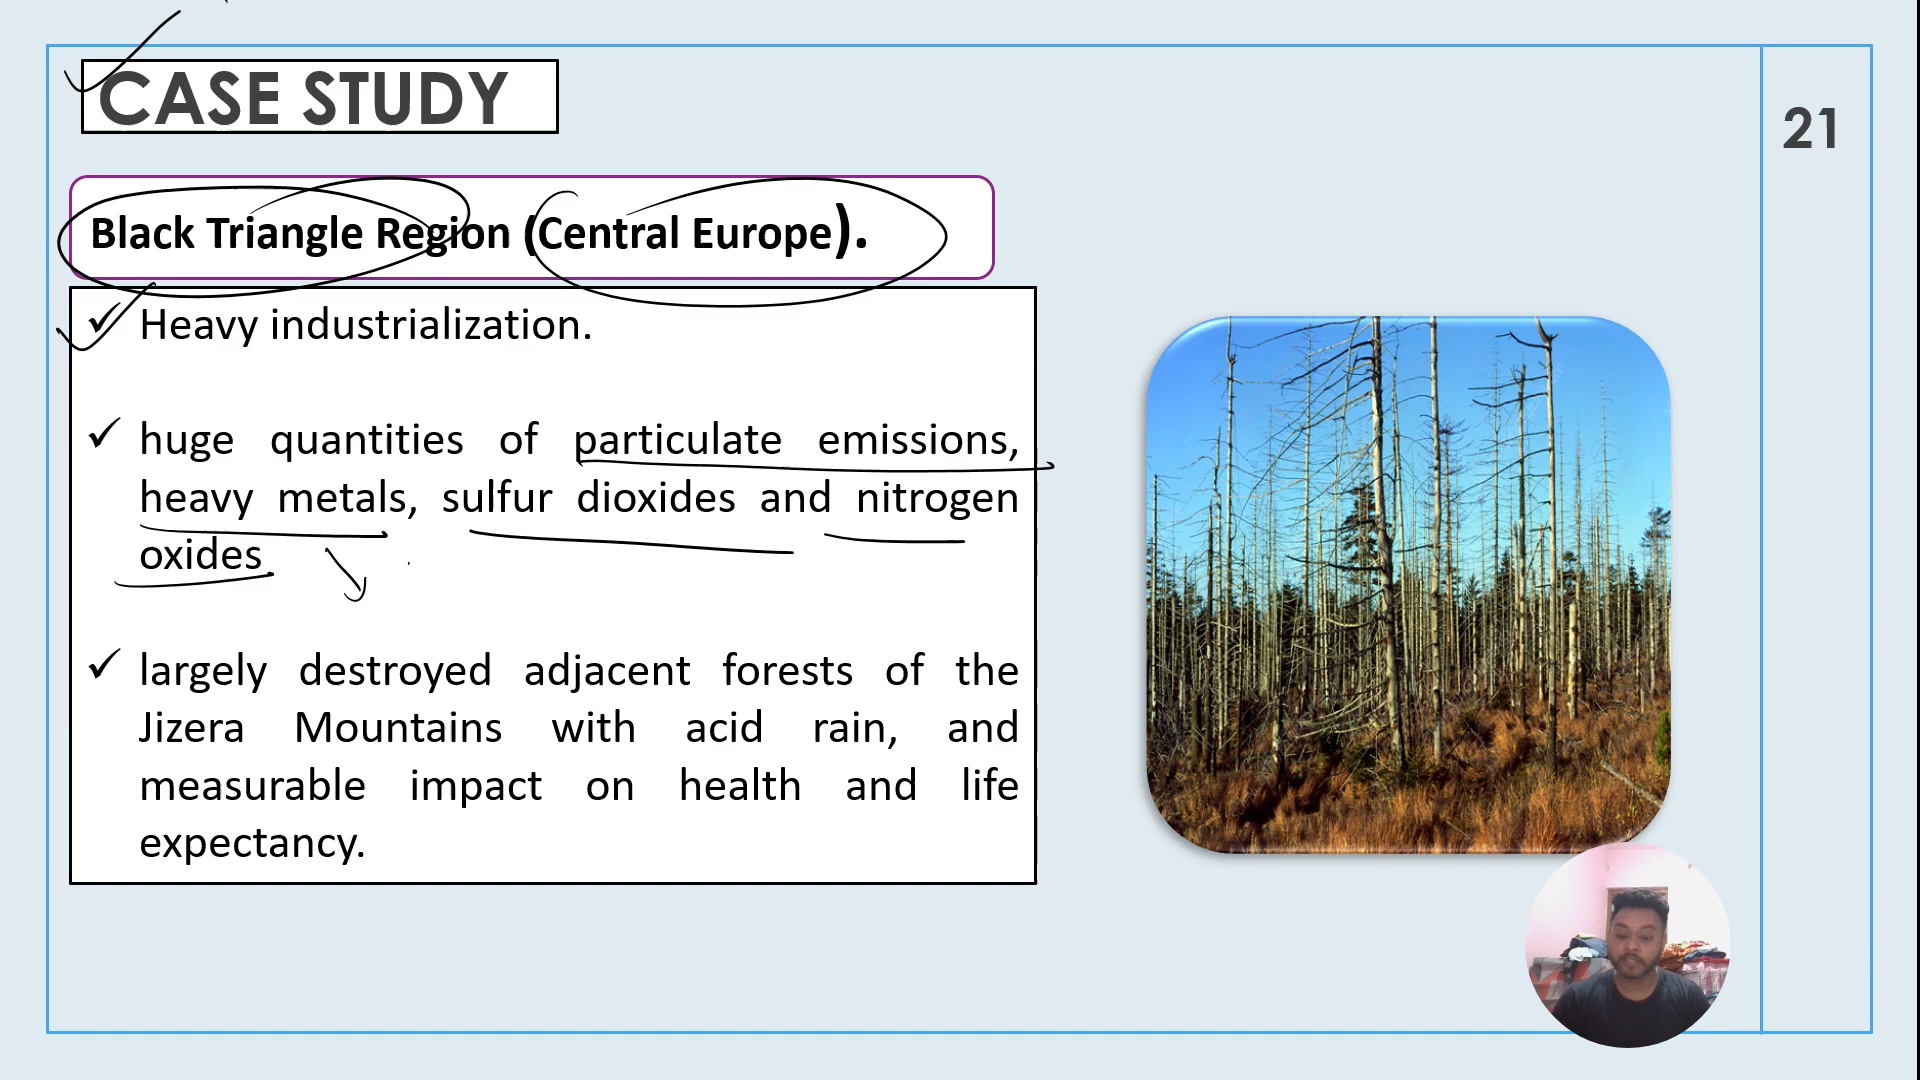 CASE STUDY
21
Black Triangle Region (Central Europe).
✓ Heavy industrialization.
✓ huge quantities of particulate emissions,
heavy metals, sulfur dioxides and nitrogen
oxides
✓ largely destroyed adjacent forests of the
Jizera Mountains with acid rain, and
measurable impact on health and life
expectancy.